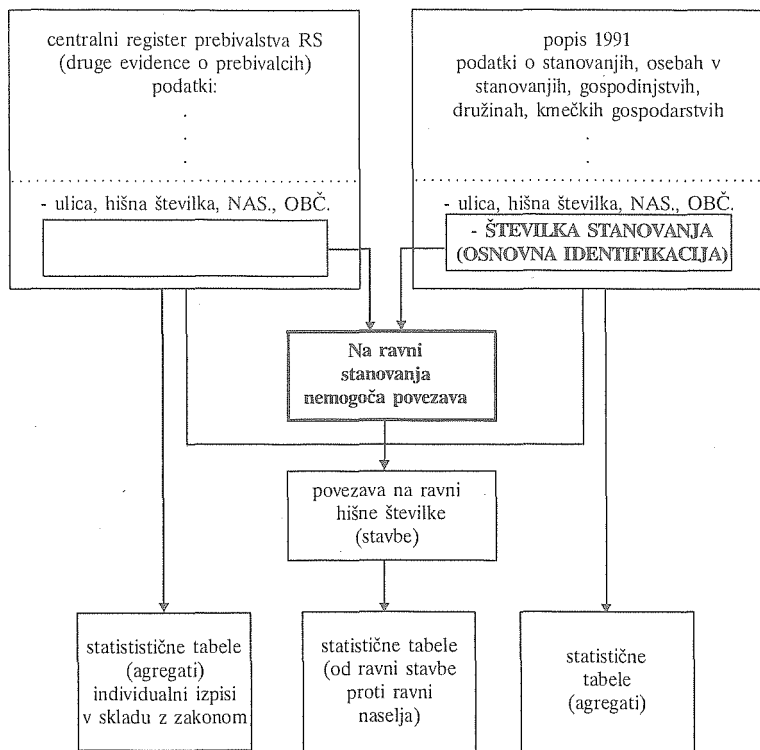 centralni register prebivalstva RS
(druge evidence o prebivalcih)
podatki:
.
.
.
- ulica, hišna številka, NAS., OBČ.
popis 1991
podatki o stanovanjih, osebah v
stanovanjih, gospodinjstvih,
družinah, kmečkih gospodarstvih
.
.
- ulica, hišna številka, NAS., OBČ.
- ŠTEVILKA STANOVANJA
(OSNOVNA IDENTIFIKACIJA)
Na ravni
stanovanja
nemogoča povezava
povezava na ravni
hišne številke
(stavbe)
statististične tabele
(agregati)
individualni izpisi
v skladu z zakonom
statistične tabele
(od ravni stavbe
proti ravni
naselja)
statistične
tabele
(agregati)